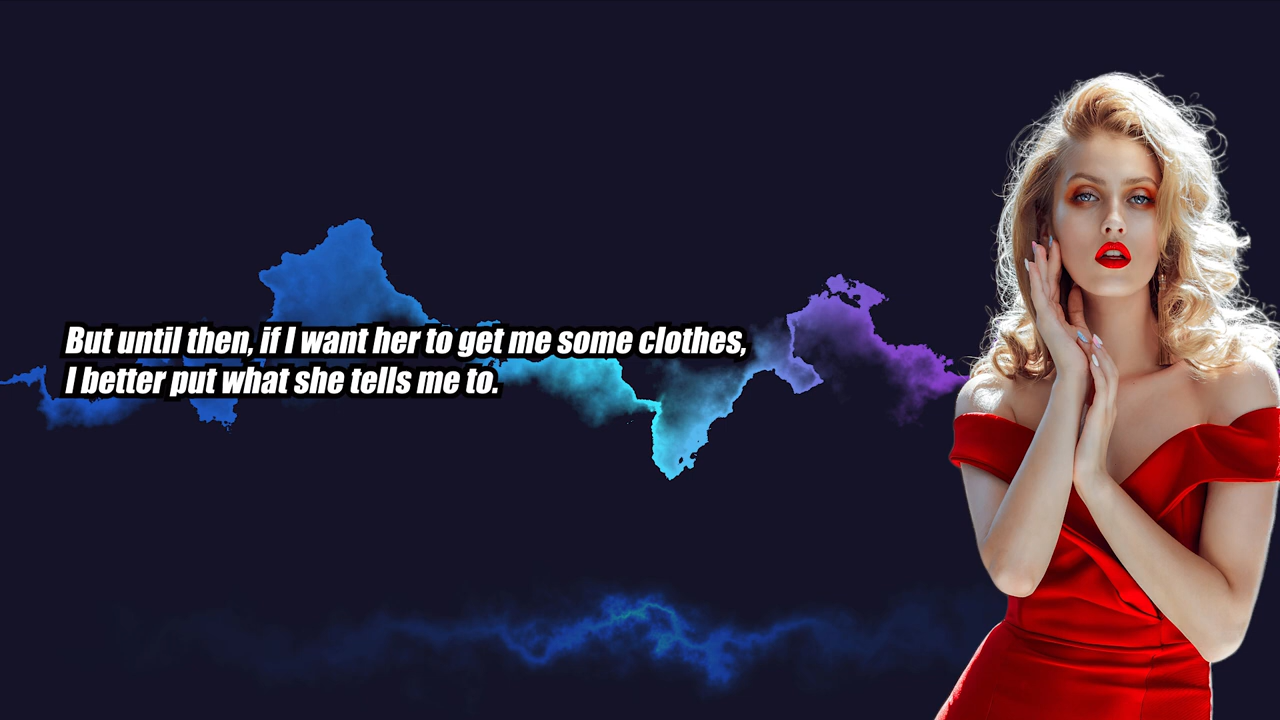 But until then, if I want her to get me some clothes,
I better put what she tells me to.